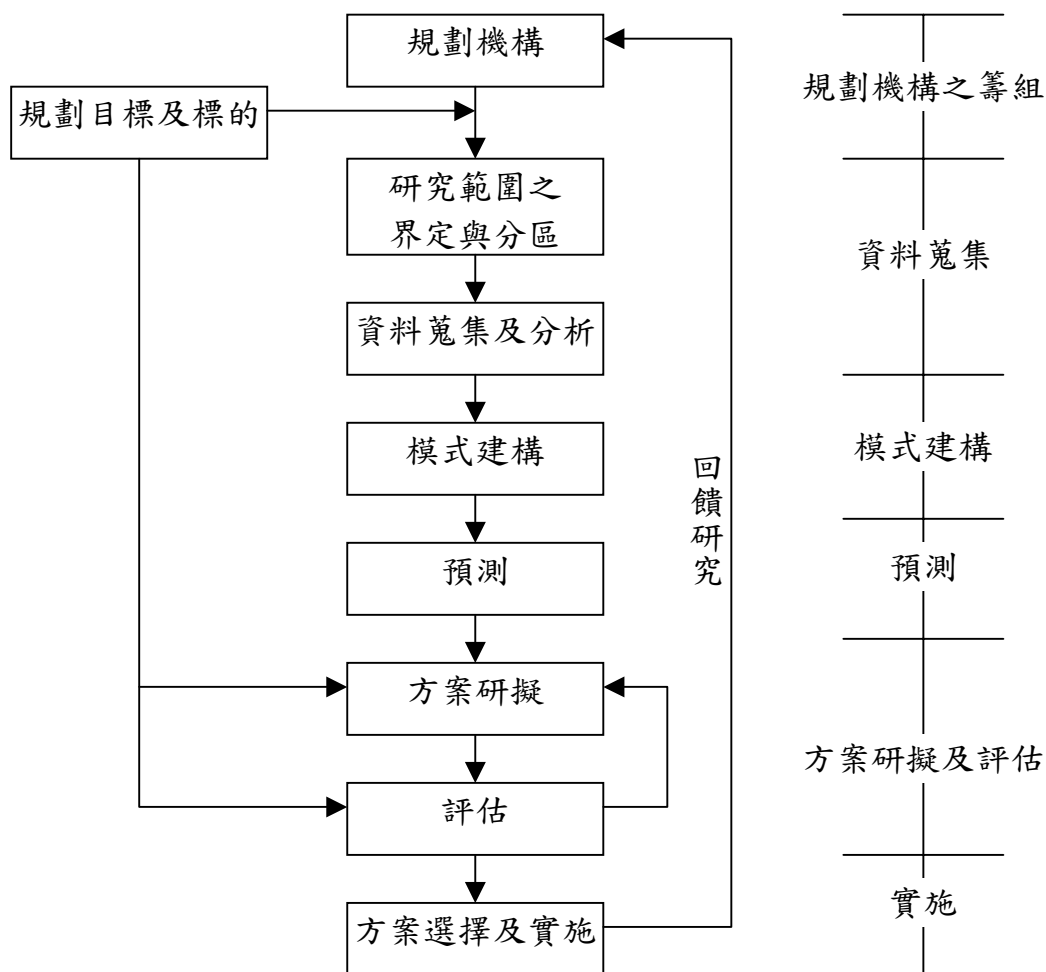 規劃機構
規劃機構之籌組
規劃目標及標的
研究範圍之
界定與分區
資料蒐集
資料蒐集及分析
模式建構
模式建構
回饋研究
預測
預測
方案研擬
方案研擬及評估
評估
實施
方案選擇及實施